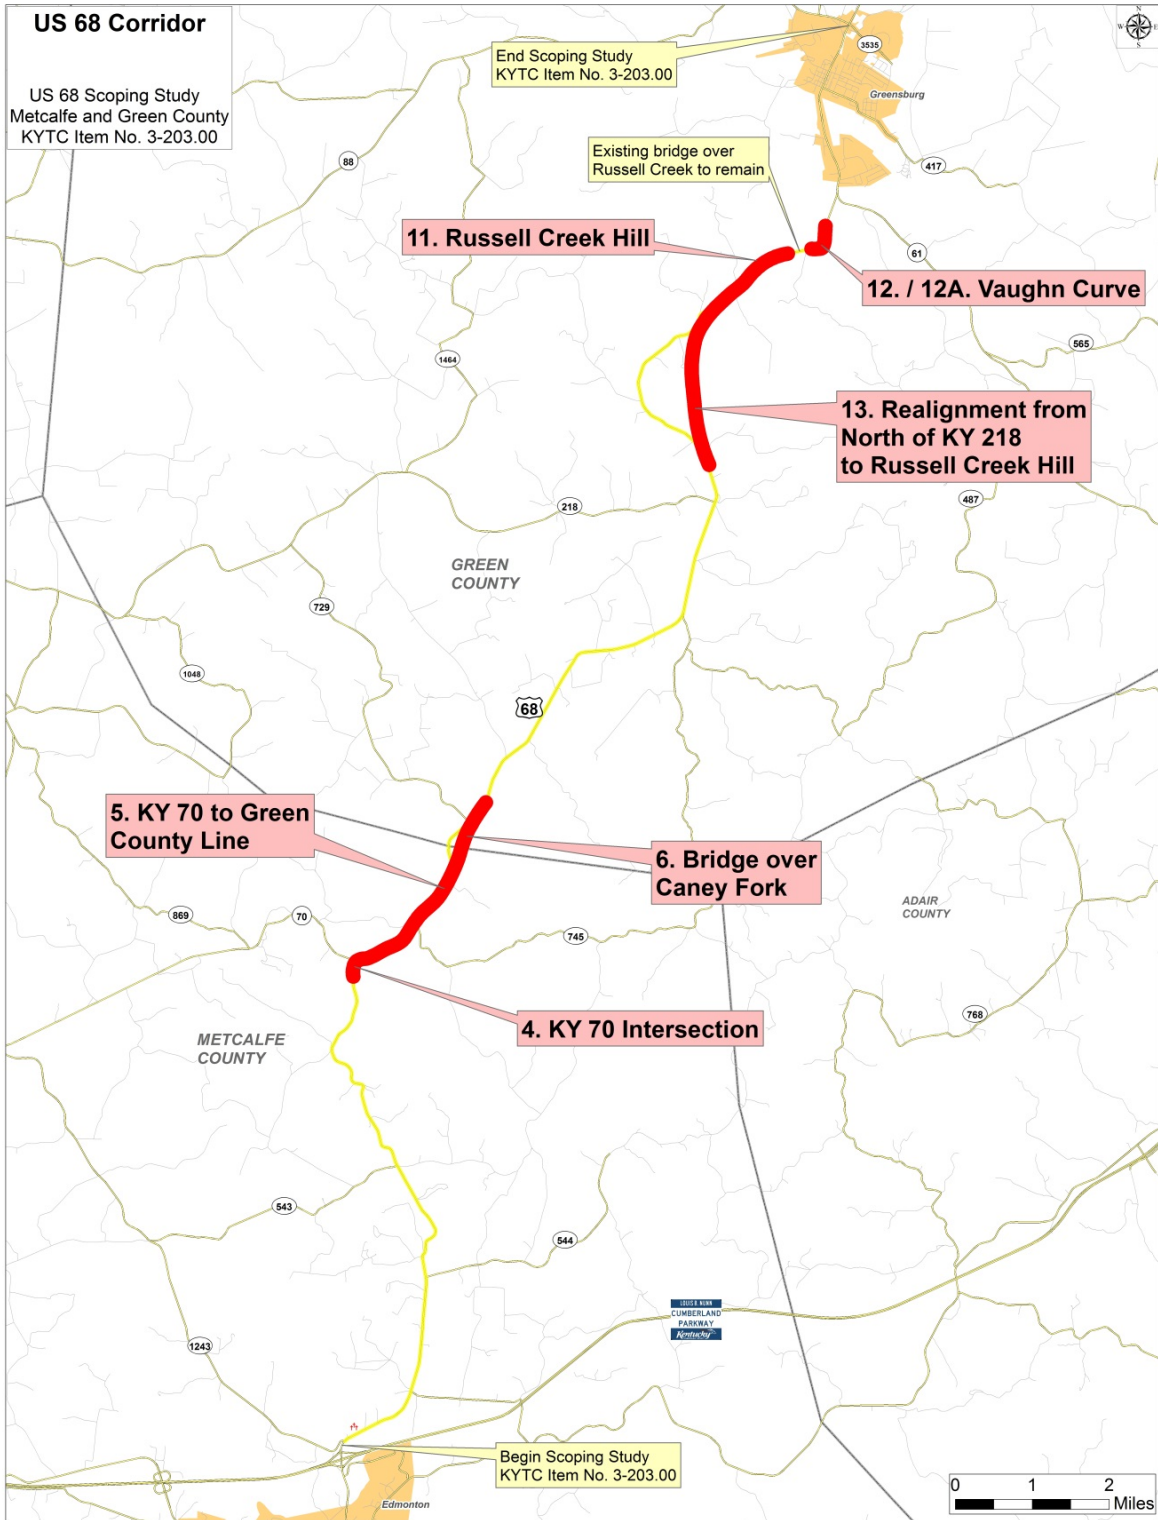 US 68 Corridor
US 68 Scoping Study
Metcalfe and Green County
KYTC Item No. 3-203.00
End Scoping Study
KYTC Item No. 3-203.00
N
W
E
S
3535
Greensburg
Existing bridge over
Russell Creek to remain
88
417
11. Russell Creek Hill
61
12. / 12A. Vaughn Curve
565
1464
13. Realignment from
North of KY 218
to Russell Creek Hill
487
218
GREEN
COUNTY
729
1048
68
5. KY 70 to Green
County Line
6. Bridge over
Caney Fork
ADAIR
COUNTY
869
70
745
768
4. KY 70 Intersection
METCALFE
COUNTY
543
544
LOUIE B. NUNN
CUMBERLAND
PARKWAY
Kentucky
1243
Begin Scoping Study
KYTC Item No. 3-203.00
Edmonton
0 1 2
Miles